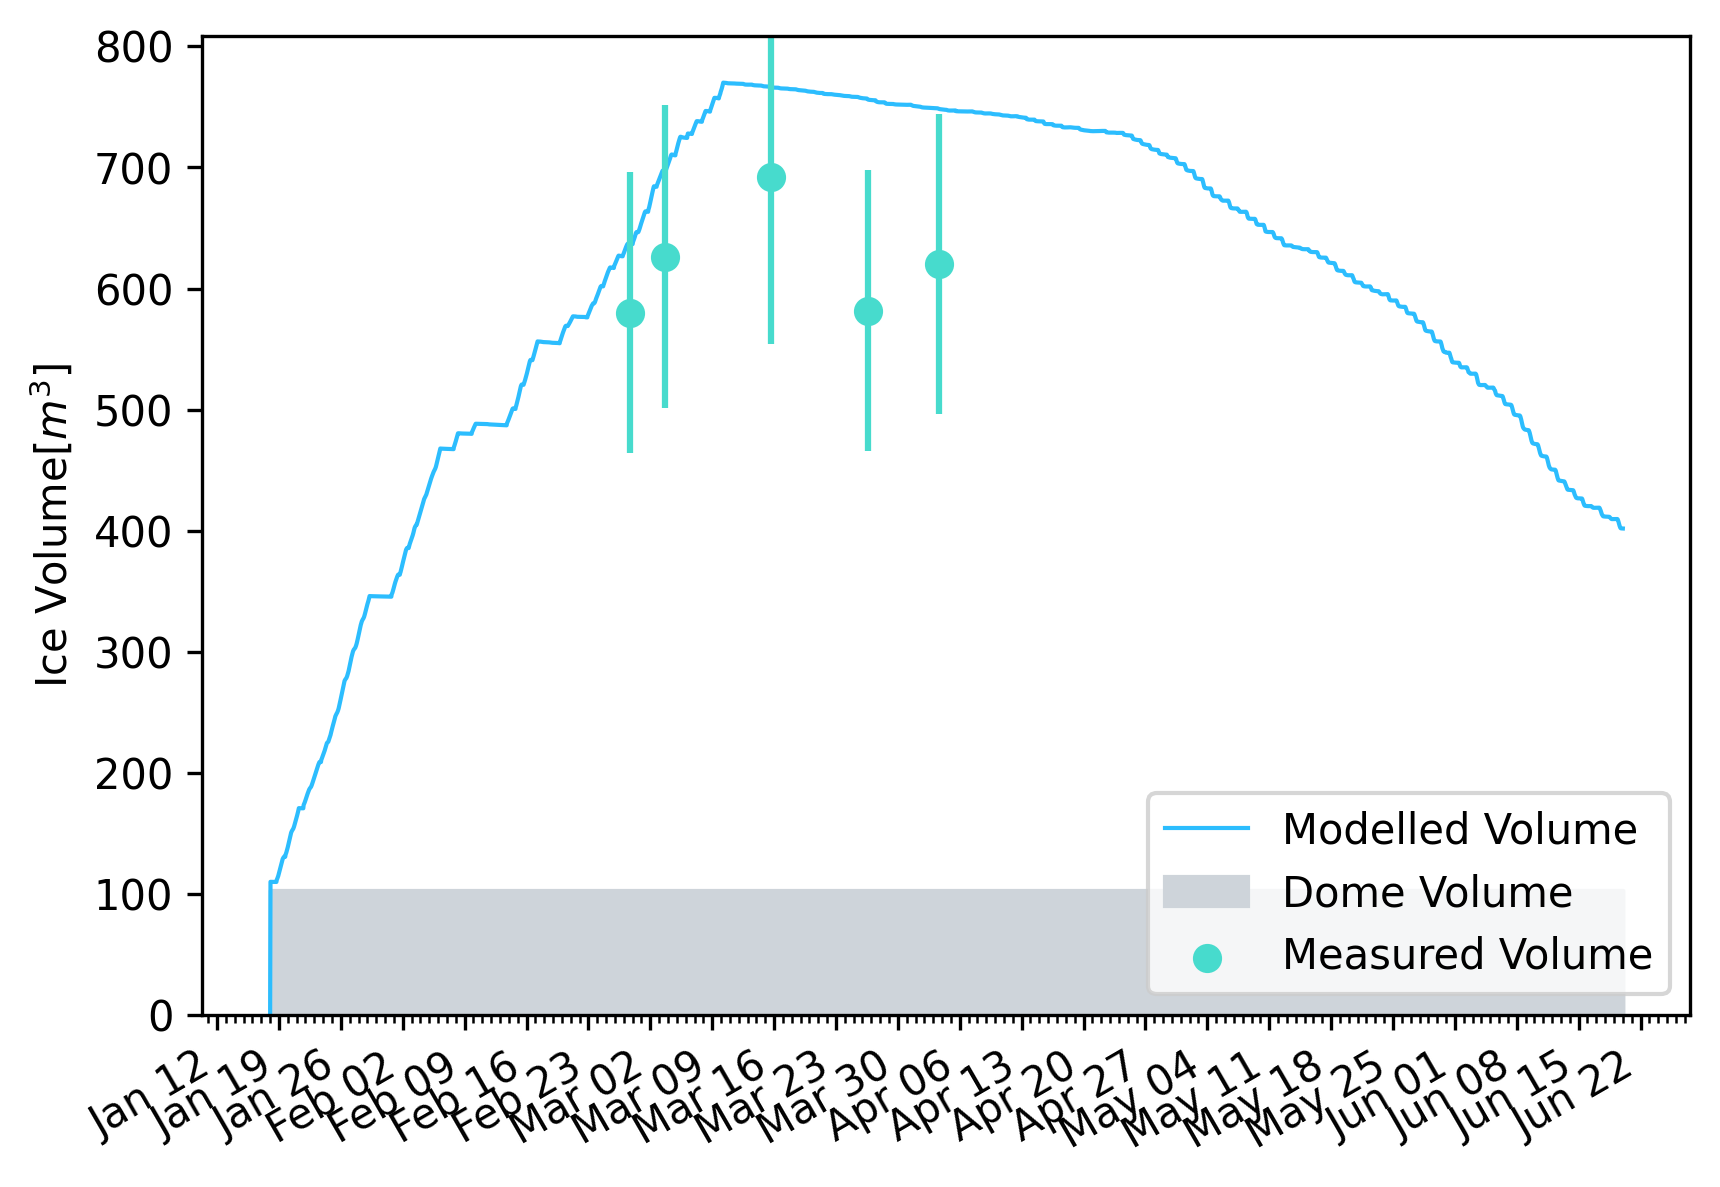 800
700
600
500
400
300
200
100
0
Ice Volume[m³]
Modelled Volume
Dome Volume
Measured Volume
Jan 12
Jan 19
Jan 26
Feb 02
Feb 09
Feb 16
Feb 23
Mar 02
Mar 09
Mar 16
Mar 23
Mar 30
Apr 06
Apr 13
Apr 20
Apr 27
May 04
May 11
May 18
May 25
Jun 01
Jun 08
Jun 15
Jun 22